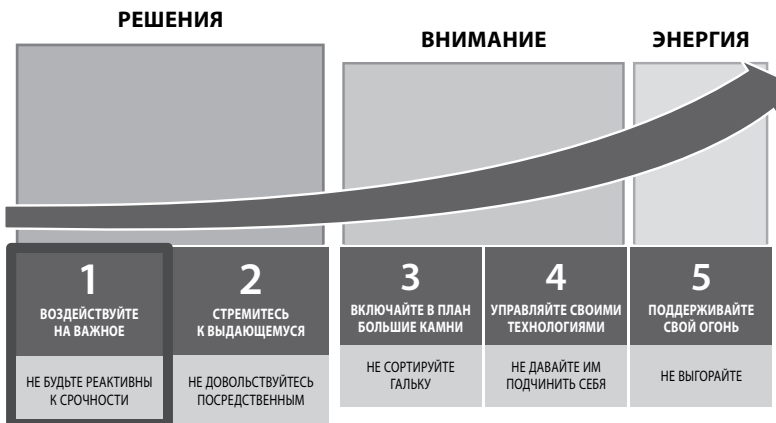 РЕШЕНИЯ
ВНИМАНИЕ
ЭНЕРГИЯ
1
ВОЗДЕЙСТВУЙТЕ
НА ВАЖНОЕ
НЕ БУДЬТЕ РЕАКТИВНЫ
К СРОЧНОСТИ
2
СТРЕМИТЕСЬ
К ВЫДАЮЩЕМУСЯ
НЕ ДОВОЛЬСТВУЙТЕСЬ
ПОСРЕДСТВЕННЫМ
3
ВКЛЮЧАЙТЕ В ПЛАН
БОЛЬШИЕ КАМНИ
НЕ СОРТИРУЙТЕ
ГАЛЬКУ
4
УПРАВЛЯЙТЕ СВОИМИ
ТЕХНОЛОГИЯМИ
НЕ ДАВАЙТЕ ИМ
ПОДЧИНИТЬ СЕБЯ
5
ПОДДЕРЖИВАЙТЕ
СВОЙ ОГОНЬ
НЕ ВЫГОРАЙТЕ